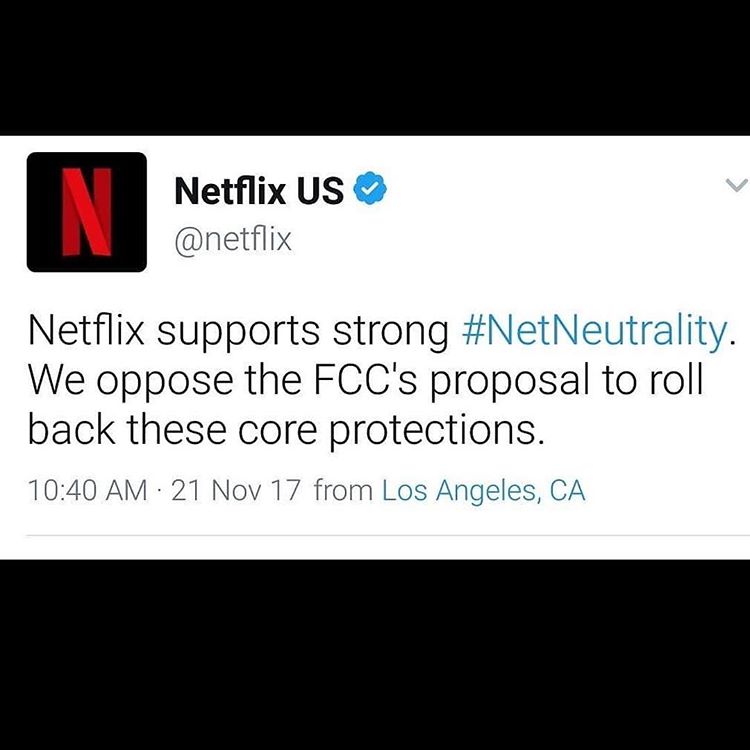 N
Netflix US
@netflix
Netflix supports strong #NetNeutrality.
We oppose the FCC's proposal to roll
back these core protections.
10:40 AM · 21 Nov 17 from Los Angeles, CA